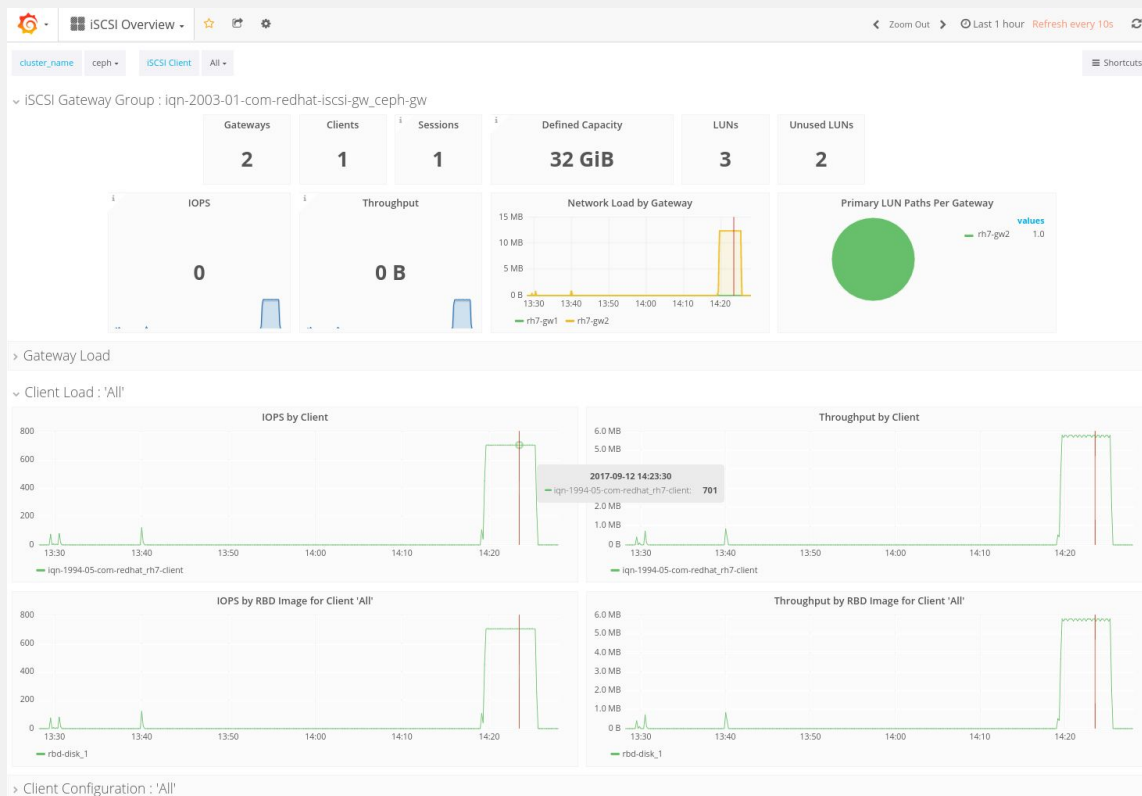 iSCSI Overview
Zoom Out Last 1 hour Refresh every 10s
cluster_name ceph iSCSI Client All Shortcuts
iSCSI Gateway Group : iqn-2003-01-com-redhat-iscsi-gw_ceph-gw
Gateways Clients Sessions Defined Capacity LUNs Unused LUNs
2 1 1 32 GiB 3 2
IOPS
0
Throughput
0 B
Network Load by Gateway
15 MB
10 MB
5 MB
0 B
13:30 13:40 13:50 14:00 14:10 14:20
rh7-gw1 rh7-gw2
Primary LUN Paths Per Gateway
values
rh7-gw2 1.0
Gateway Load
Client Load : 'All'
IOPS by Client
800
600
400
200
0
13:30 13:40 13:50 14:00 14:10 14:20
iqn-1994-05-com-redhat_rh7-client
2017-09-12 14:23:30
iqn-1994-05-com-redhat_rh7-client: 701
Throughput by Client
6.0 MB
5.0 MB
2.0 MB
1.0 MB
0 B
13:30 13:40 13:50 14:00 14:10 14:20
iqn-1994-05-com-redhat_rh7-client
IOPS by RBD Image for Client 'All'
800
600
400
200
0
13:30 13:40 13:50 14:00 14:10 14:20
rbd-disk_1
Throughput by RBD Image for Client 'All'
6.0 MB
5.0 MB
4.0 MB
3.0 MB
2.0 MB
1.0 MB
0 B
13:30 13:40 13:50 14:00 14:10 14:20
rbd-disk_1
Client Configuration : 'All'